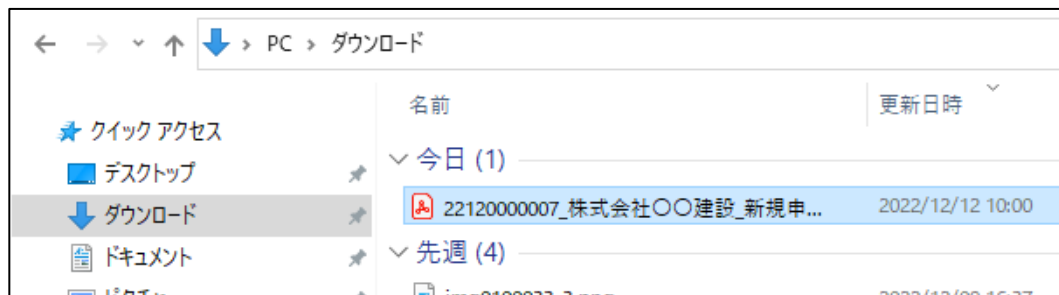 PC › ダウンロード
名前
更新日時
クイック アクセス
デスクトップ
ダウンロード
ドキュメント
今日 (1)
22120000007_株式会社〇〇建設_新規申...
2022/12/12 10:00
先週 (4)